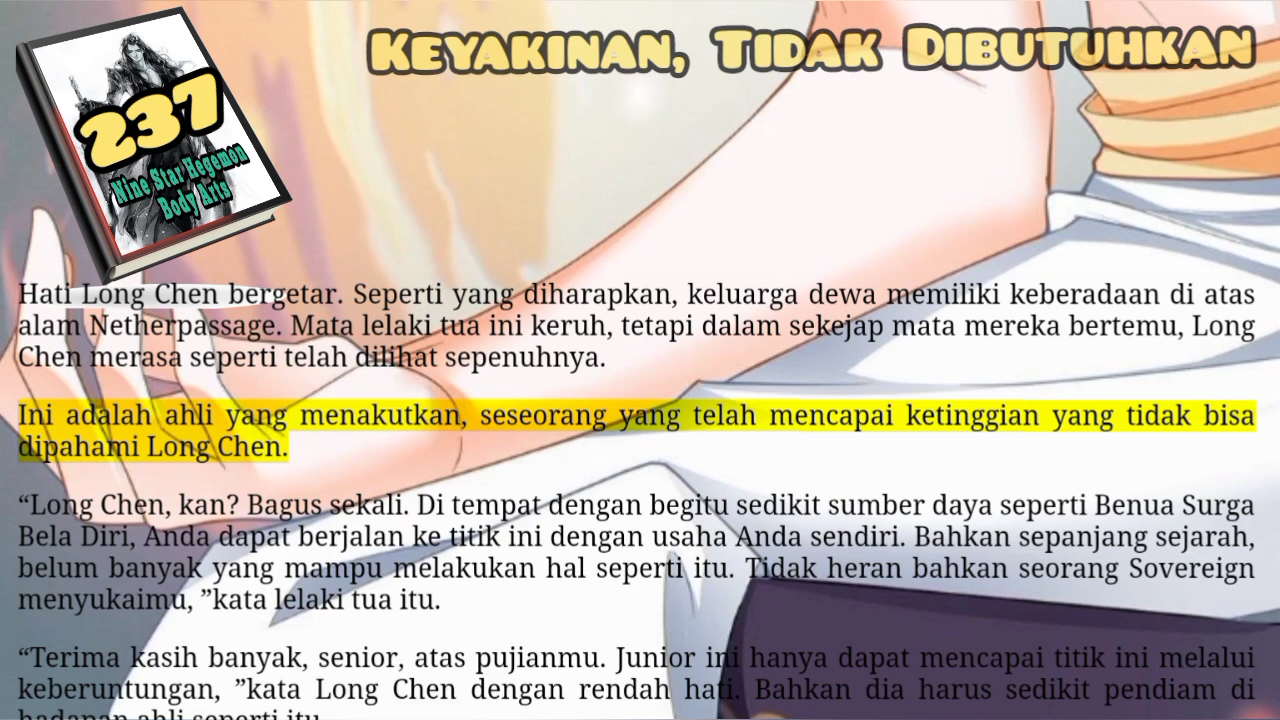 Keyakinan, Tidak Dibutuhkan
237
Nine Star Hegemon
Body Arts
Hati Long Chen bergetar. Seperti yang diharapkan, keluarga dewa memiliki keberadaan di atas
alam Netherpassage. Mata lelaki tua ini keruh, tetapi dalam sekejap mata mereka bertemu, Long
Chen merasa seperti telah dilihat sepenuhnya.
Ini adalah ahli yang menakutkan, seseorang yang telah mencapai ketinggian yang tidak bisa
dipahami Long Chen.
“Long Chen, kan? Bagus sekali. Di tempat dengan begitu sedikit sumber daya seperti Benua Surga
Bela Diri, Anda dapat berjalan ke titik ini dengan usaha Anda sendiri. Bahkan sepanjang sejarah,
belum banyak yang mampu melakukan hal seperti itu. Tidak heran bahkan seorang Sovereign
menyukaimu, ”kata lelaki tua itu.
“Terima kasih banyak, senior, atas pujianmu. Junior ini hanya dapat mencapai titik ini melalui
keberuntungan, ”kata Long Chen dengan rendah hati. Bahkan dia harus sedikit pendiam di
hadapan ahli seperti itu.